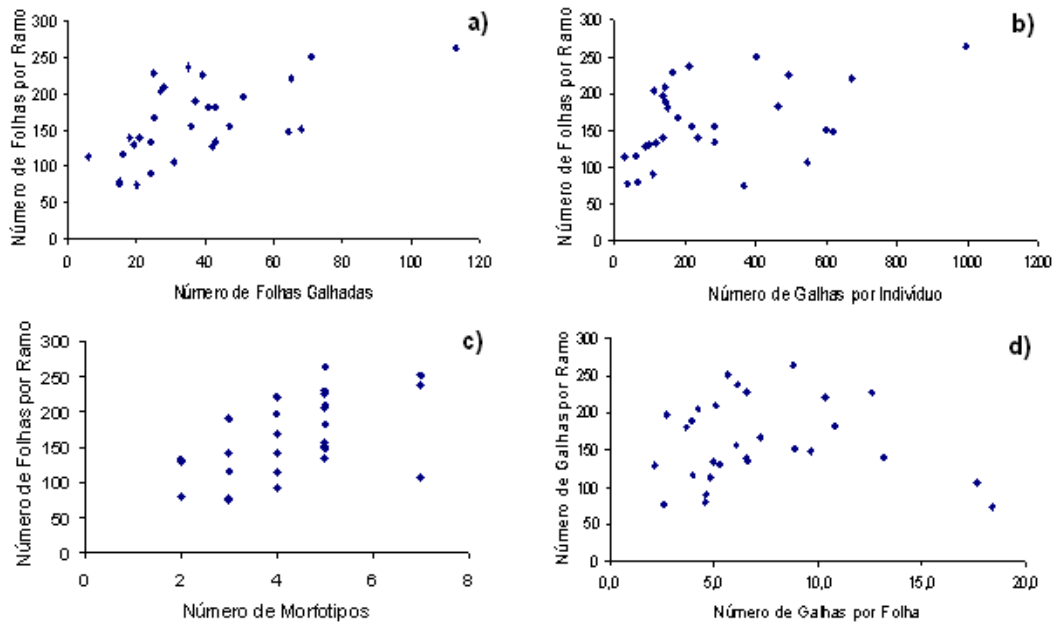 a)
Número de Folhas por Ramo
300
250
200
150
100
50
0
0 20 40 60 80 100 120
Número de Folhas Galhadas
b)
Número de Folhas por Ramo
300
250
200
150
100
50
0
0 200 400 600 800 1000 1200
Número de Galhas por Indivíduo
c)
Número de Folhas por Ramo
300
250
200
150
100
50
0
0 2 4 6 8
Número de Morfotipos
d)
Número de Galhas por Ramo
300
250
200
150
100
50
0
0,0 5,0 10,0 15,0 20,0
Número de Galhas por Folha